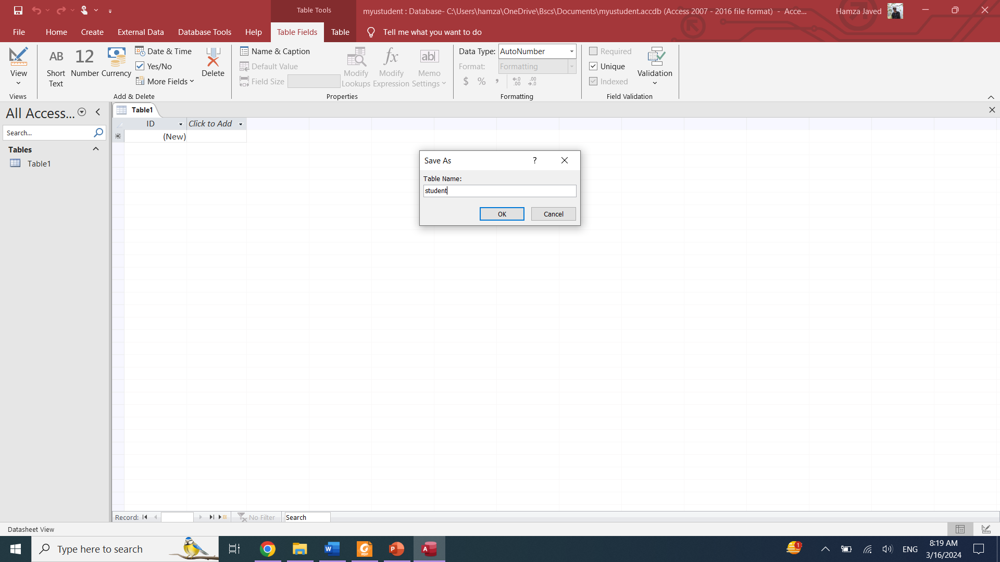 Table Tools
myustudent : Database- C:\Users\hamza\OneDrive\Bscs\Documents\myustudent.accdb (Access 2007 - 2016 file format) - Acce...
Hamza Javed
File Home Create External Data Database Tools Help Table Fields Table Tell me what you want to do
View
Views
AB
Short
Text
12
Number
Currency
Date & Time
Yes/No
More Fields
Delete
Add & Delete
Name & Caption
Default Value
Field Size
Modify
Lookups
fx
Modify
Expression
ab|
Memo
Settings
Properties
Data Type: AutoNumber
Format: Formatting
$ % , .00 .00
Formatting
Required
Unique
Indexed
Validation
Field Validation
All Access...
Search...
Tables
Table1
Table1
ID Click to Add
(New)
Save As ?
Table Name:
student
OK Cancel
Record: No Filter Search
Datasheet View
Type here to search
W
PDF
P
A
1
ENG
8:19 AM
3/16/2024